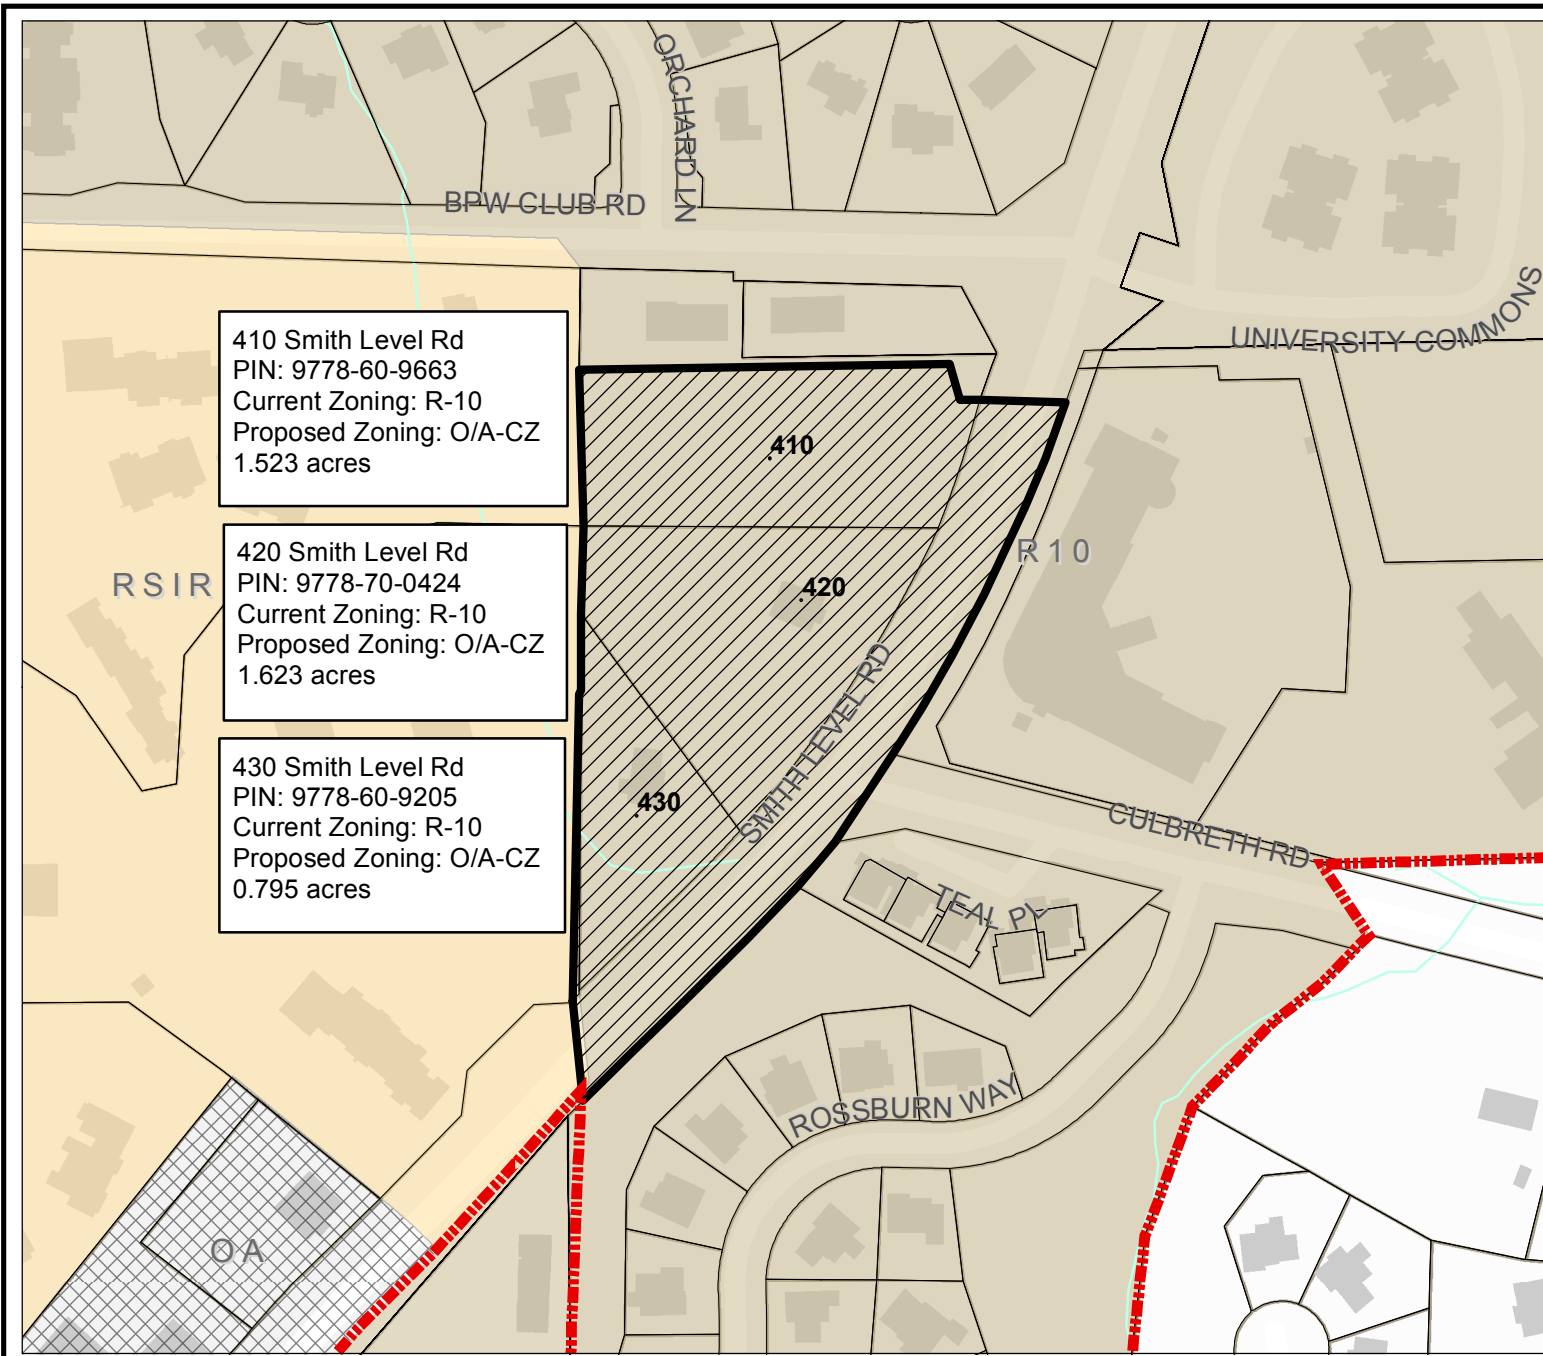 ORCHARD LN
BPW CLUB RD
UNIVERSITY COMMONS
410 Smith Level Rd
PIN: 9778-60-9663
Current Zoning: R-10
Proposed Zoning: O/A-CZ
1.523 acres
410
420 Smith Level Rd
PIN: 9778-70-0424
Current Zoning: R-10
Proposed Zoning: O/A-CZ
1.623 acres
RSIR
420
R10
SMITH LEVEL RD
430 Smith Level Rd
PIN: 9778-60-9205
Current Zoning: R-10
Proposed Zoning: O/A-CZ
0.795 acres
430
CULBRETH RD
TEAL PL
ROSSBURN WAY
OA